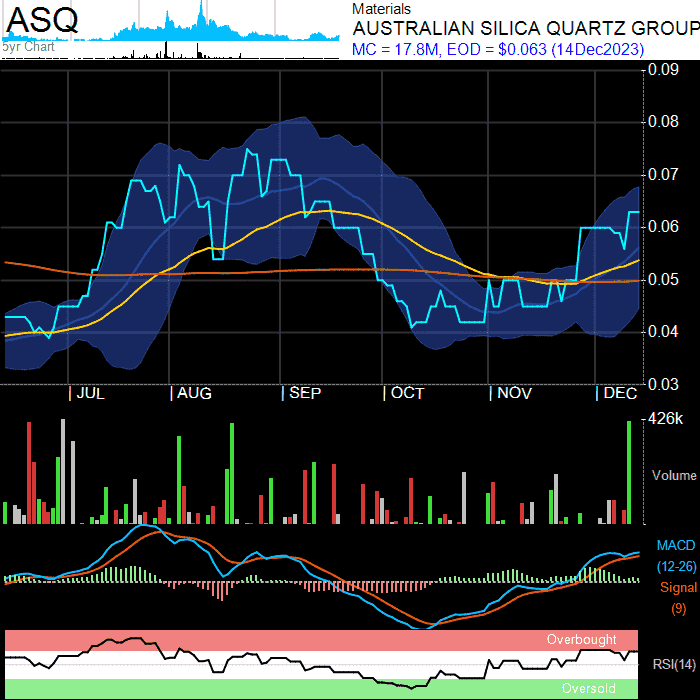 ASQ
5yr Chart
Materials
AUSTRALIAN SILICA QUARTZ GROUP
MC = 17.8M, EOD = $0.063 (14Dec2023)
0.09
0.08
0.07
0.06
0.05
0.04
0.03
JUL AUG SEP OCT NOV DEC
426k
Volume
MACD
(12-26)
Signal
(9)
Overbought
RSI(14)
Oversold